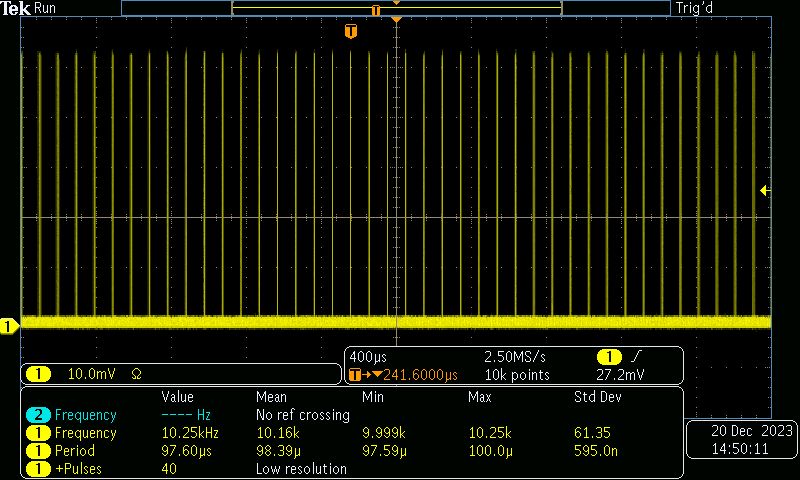 Tek Run Trig'd
T
T
1
1 10.0mV Ω
400µs 2.50MS/s 1
T 241.6000µs 10k points 27.2mV
Value Mean Min Max Std Dev
2 Frequency ---- Hz No ref crossing
1 Frequency 10.25kHz 10.16k 9.999k 10.25k 61.35
1 Period 97.60µs 98.39µ 97.59µ 100.0µ 595.0n
1 +Pulses 40 Low resolution
20 Dec 2023
14:50:11